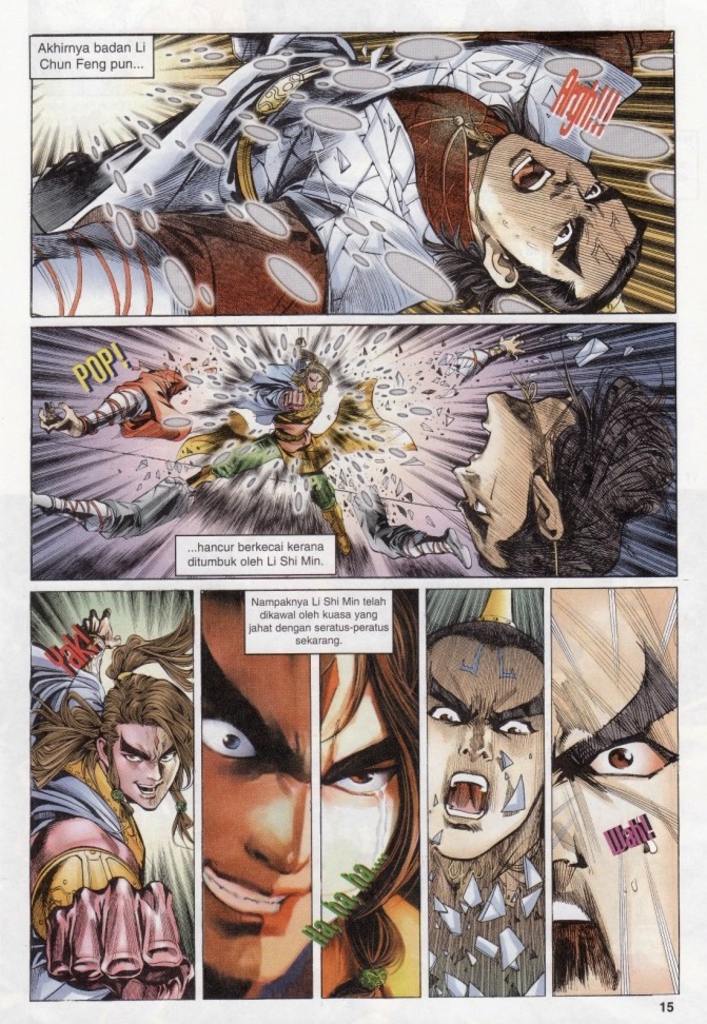 Akhirnya badan Li
Chun Feng pun...
Argh!!!
POP!
...hancur berkecai kerana
ditumbuk oleh Li Shi Min.
Nampaknya Li Shi Min telah
dikawal oleh kuasa yang
jahat dengan seratus-peratus
sekarang.
Yak!
Ha, ha, ha...
Wah!
15